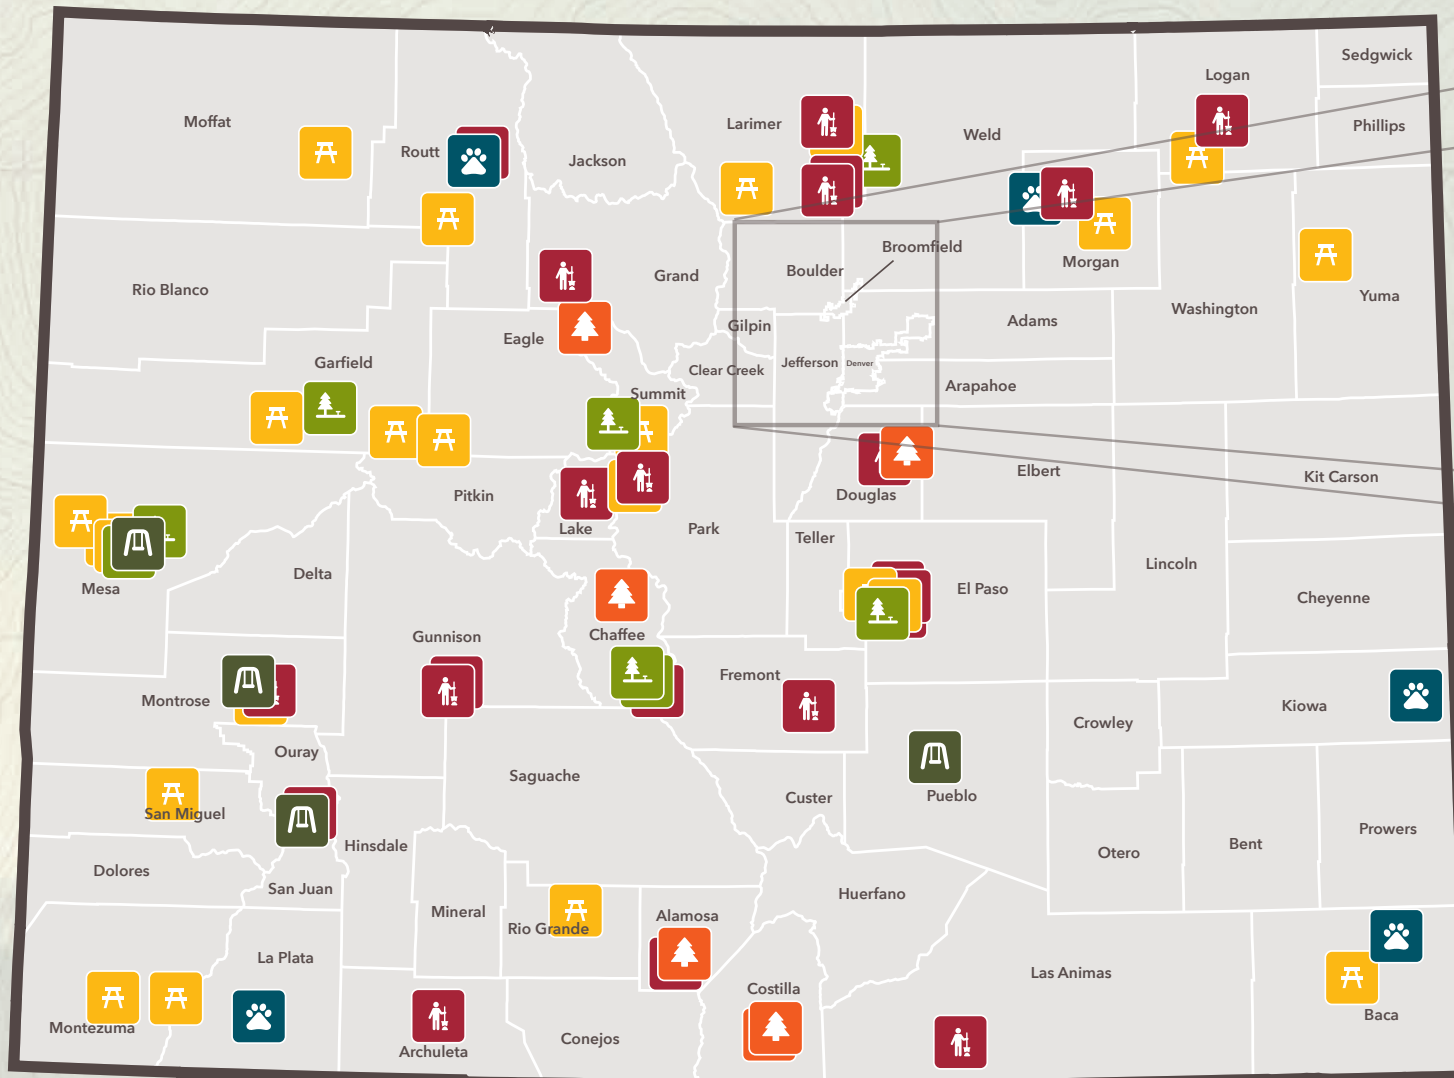 Sedgwick
Logan
Moffat
Larimer
Phillips
Weld
Routt
Jackson
Broomfield
Morgan
Boulder
Grand
Rio Blanco
Yuma
Washington
Adams
Gilpin
Eagle
Garfield
Jefferson
Denver
Clear Creek
Arapahoe
Summit
Elbert
Kit Carson
Pitkin
Douglas
Lake
Park
Teller
Lincoln
Delta
Mesa
El Paso
Cheyenne
Chaffee
Gunnison
Fremont
Montrose
Kiowa
Crowley
Ouray
Saguache
Pueblo
Custer
San Miguel
Prowers
Hinsdale
Bent
Otero
Dolores
San Juan
Huerfano
Mineral
Alamosa
Rio Grande
La Plata
Las Animas
Costilla
Baca
Montezuma
Conejos
Archuleta